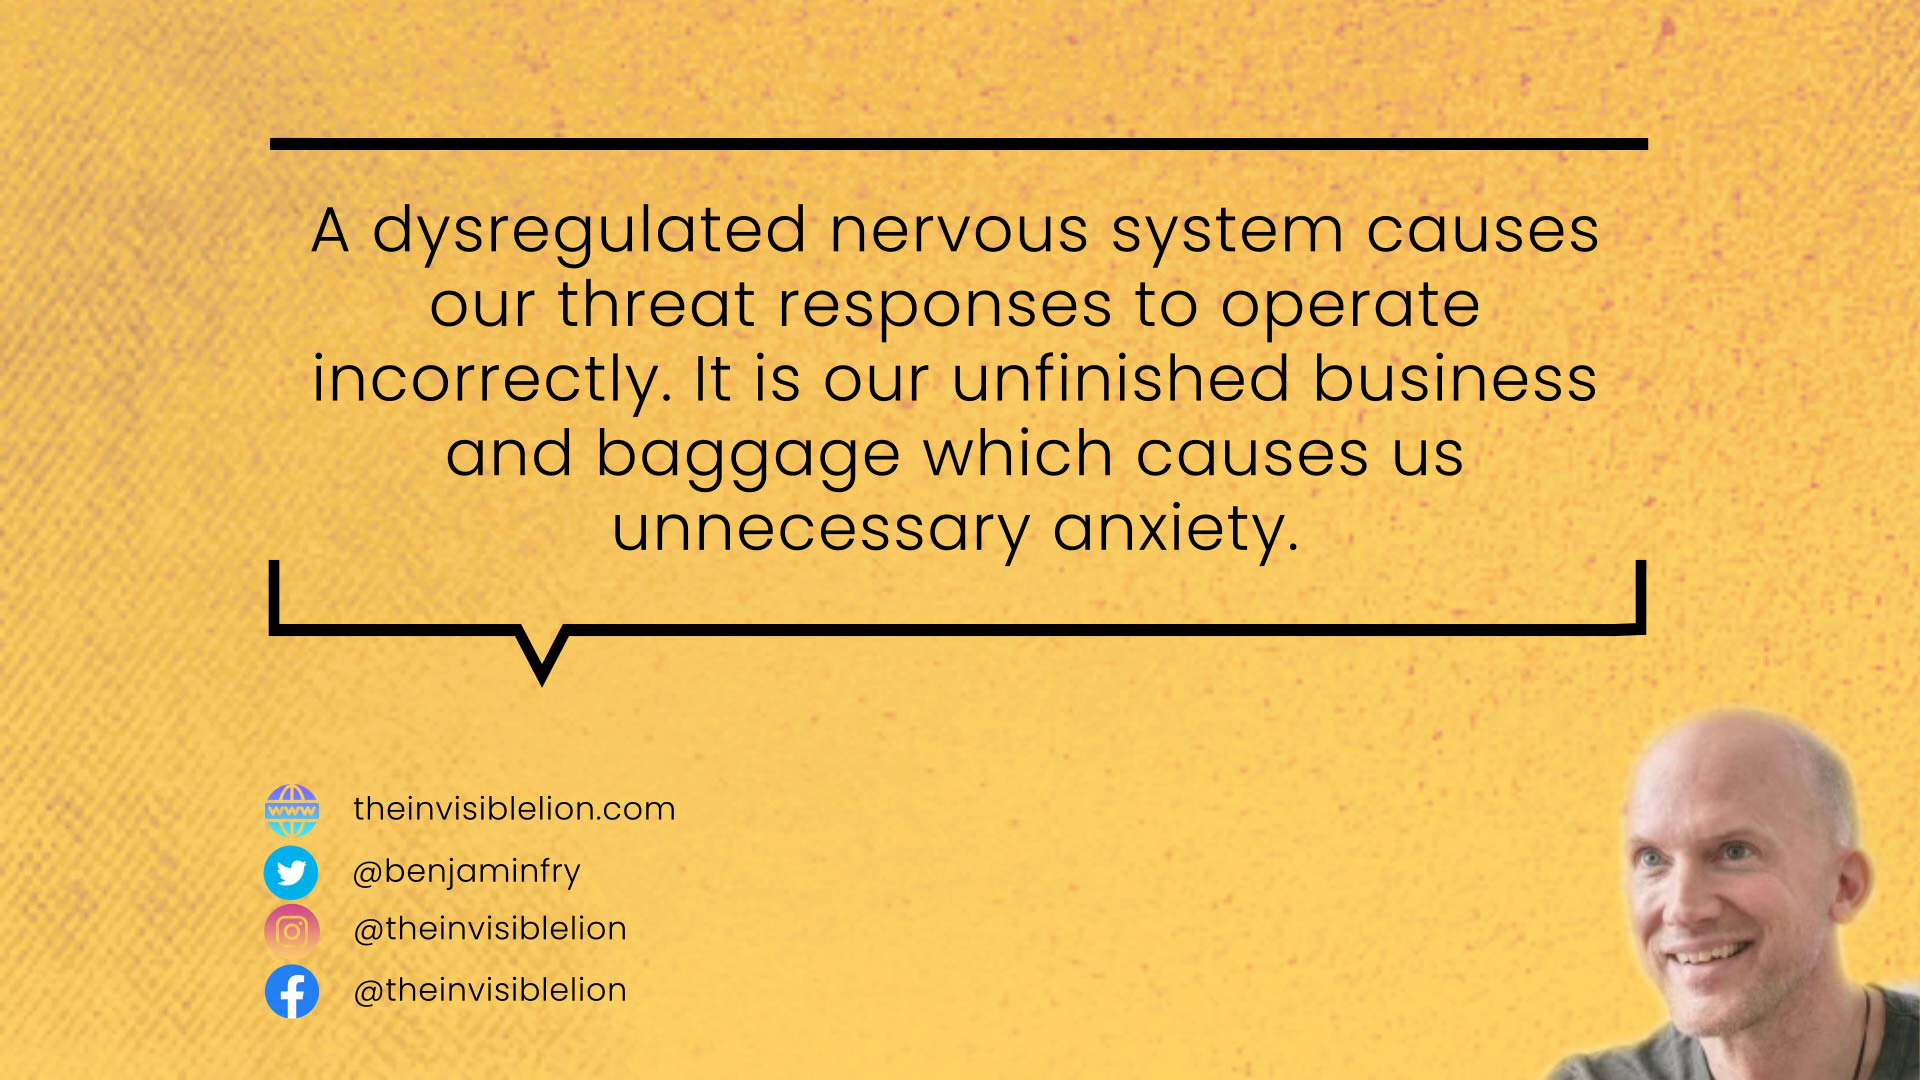 A dysregulated nervous system causes
our threat responses to operate
incorrectly. It is our unfinished business
and baggage which causes us
unnecessary anxiety.
www theinvisiblelion.com
@benjaminfry
@theinvisiblelion
@theinvisiblelion